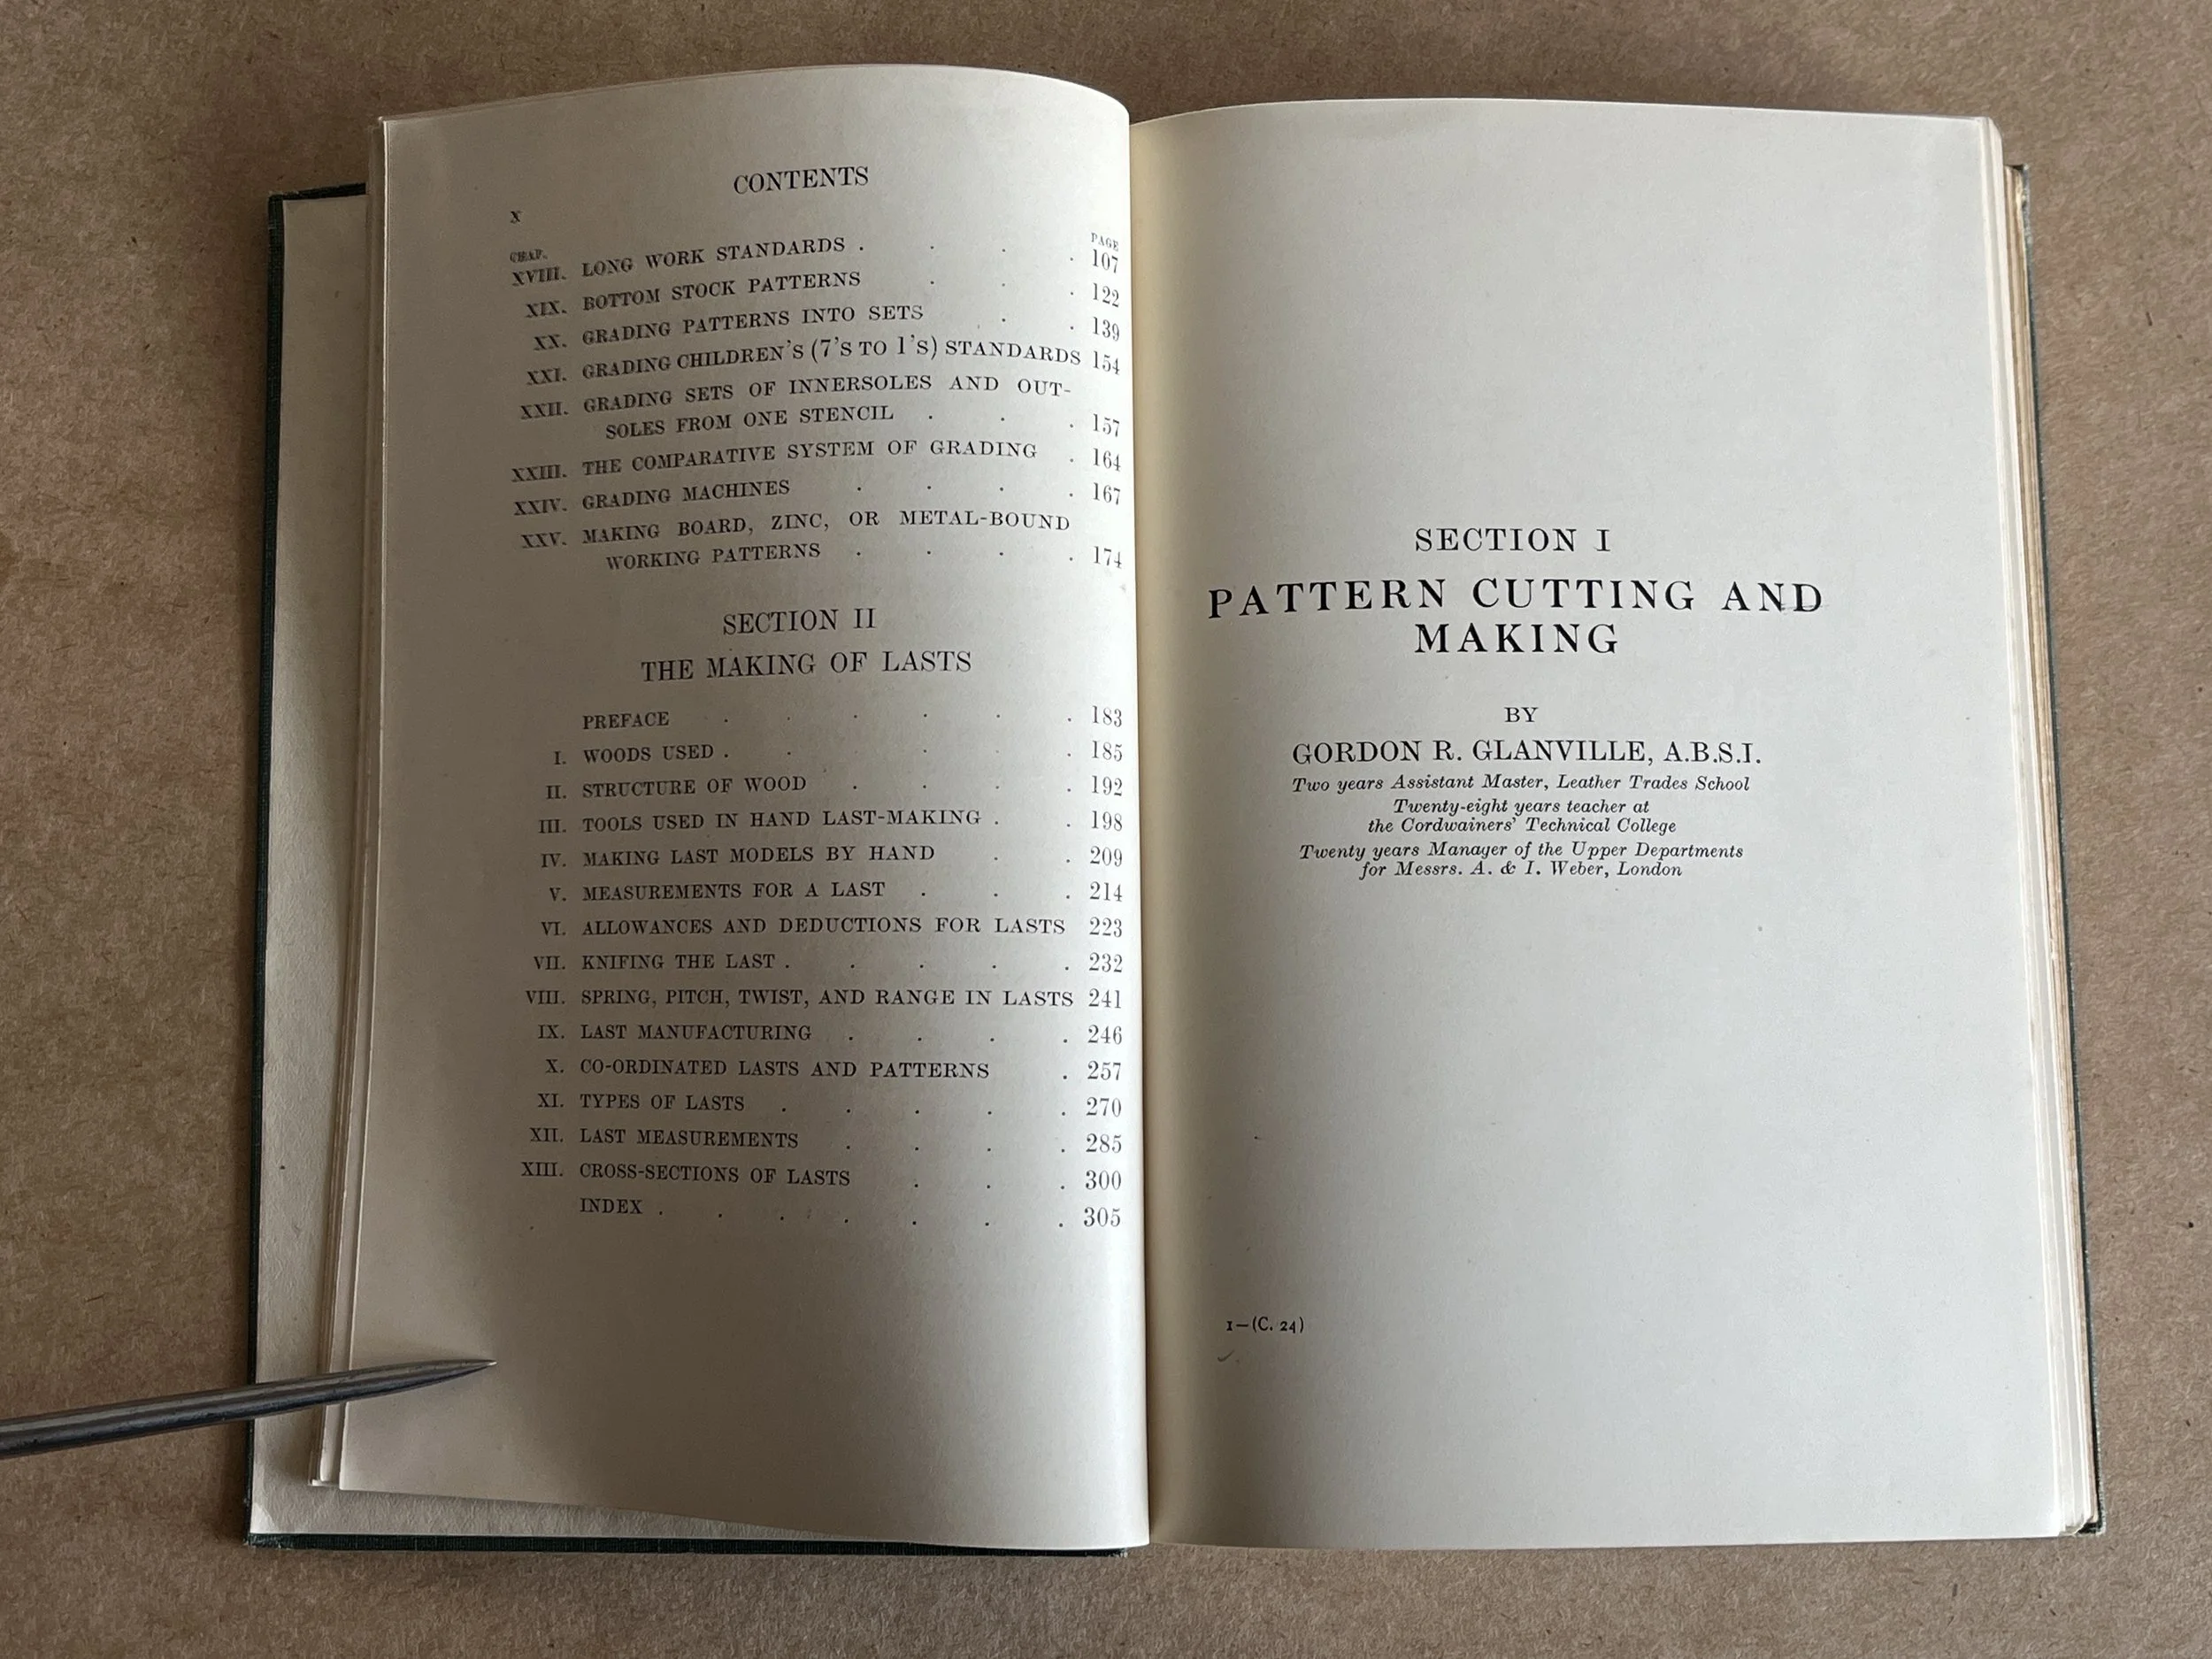 CONTENTS
X
CHAP. PAGE
XVIII. LONG WORK STANDARDS . . . . 107
XIX. BOTTOM STOCK PATTERNS . . . 122
XX. GRADING PATTERNS INTO SETS . . 139
XXI. GRADING CHILDREN'S (7'S TO 1'S) STANDARDS 154
XXII. GRADING SETS OF INNERSOLES AND OUT-
SOLES FROM ONE STENCIL . . . 157
XXIII. THE COMPARATIVE SYSTEM OF GRADING . 164
XXIV. GRADING MACHINES . . . . 167
XXV. MAKING BOARD, ZINC, OR METAL-BOUND
WORKING PATTERNS . . . . 174
SECTION II
THE MAKING OF LASTS
PREFACE . . . . . . 183
I. WOODS USED . . . . . . 185
II. STRUCTURE OF WOOD . . . . 192
III. TOOLS USED IN HAND LAST-MAKING . . 198
IV. MAKING LAST MODELS BY HAND . . 209
V. MEASUREMENTS FOR A LAST . . . 214
VI. ALLOWANCES AND DEDUCTIONS FOR LASTS 223
VII. KNIFING THE LAST . . . . . 232
VIII. SPRING, PITCH, TWIST, AND RANGE IN LASTS 241
IX. LAST MANUFACTURING . . . . 246
X. CO-ORDINATED LASTS AND PATTERNS . 257
XI. TYPES OF LASTS . . . . . 270
XII. LAST MEASUREMENTS . . . . 285
XIII. CROSS-SECTIONS OF LASTS . . . 300
INDEX . . . . . . . 305
SECTION I
PATTERN CUTTING AND
MAKING
BY
GORDON R. GLANVILLE, A.B.S.I.
Two years Assistant Master, Leather Trades School
Twenty-eight years teacher at
the Cordwainers' Technical College
Twenty years Manager of the Upper Departments
for Messrs. A. & I. Weber, London
1—(C. 24)